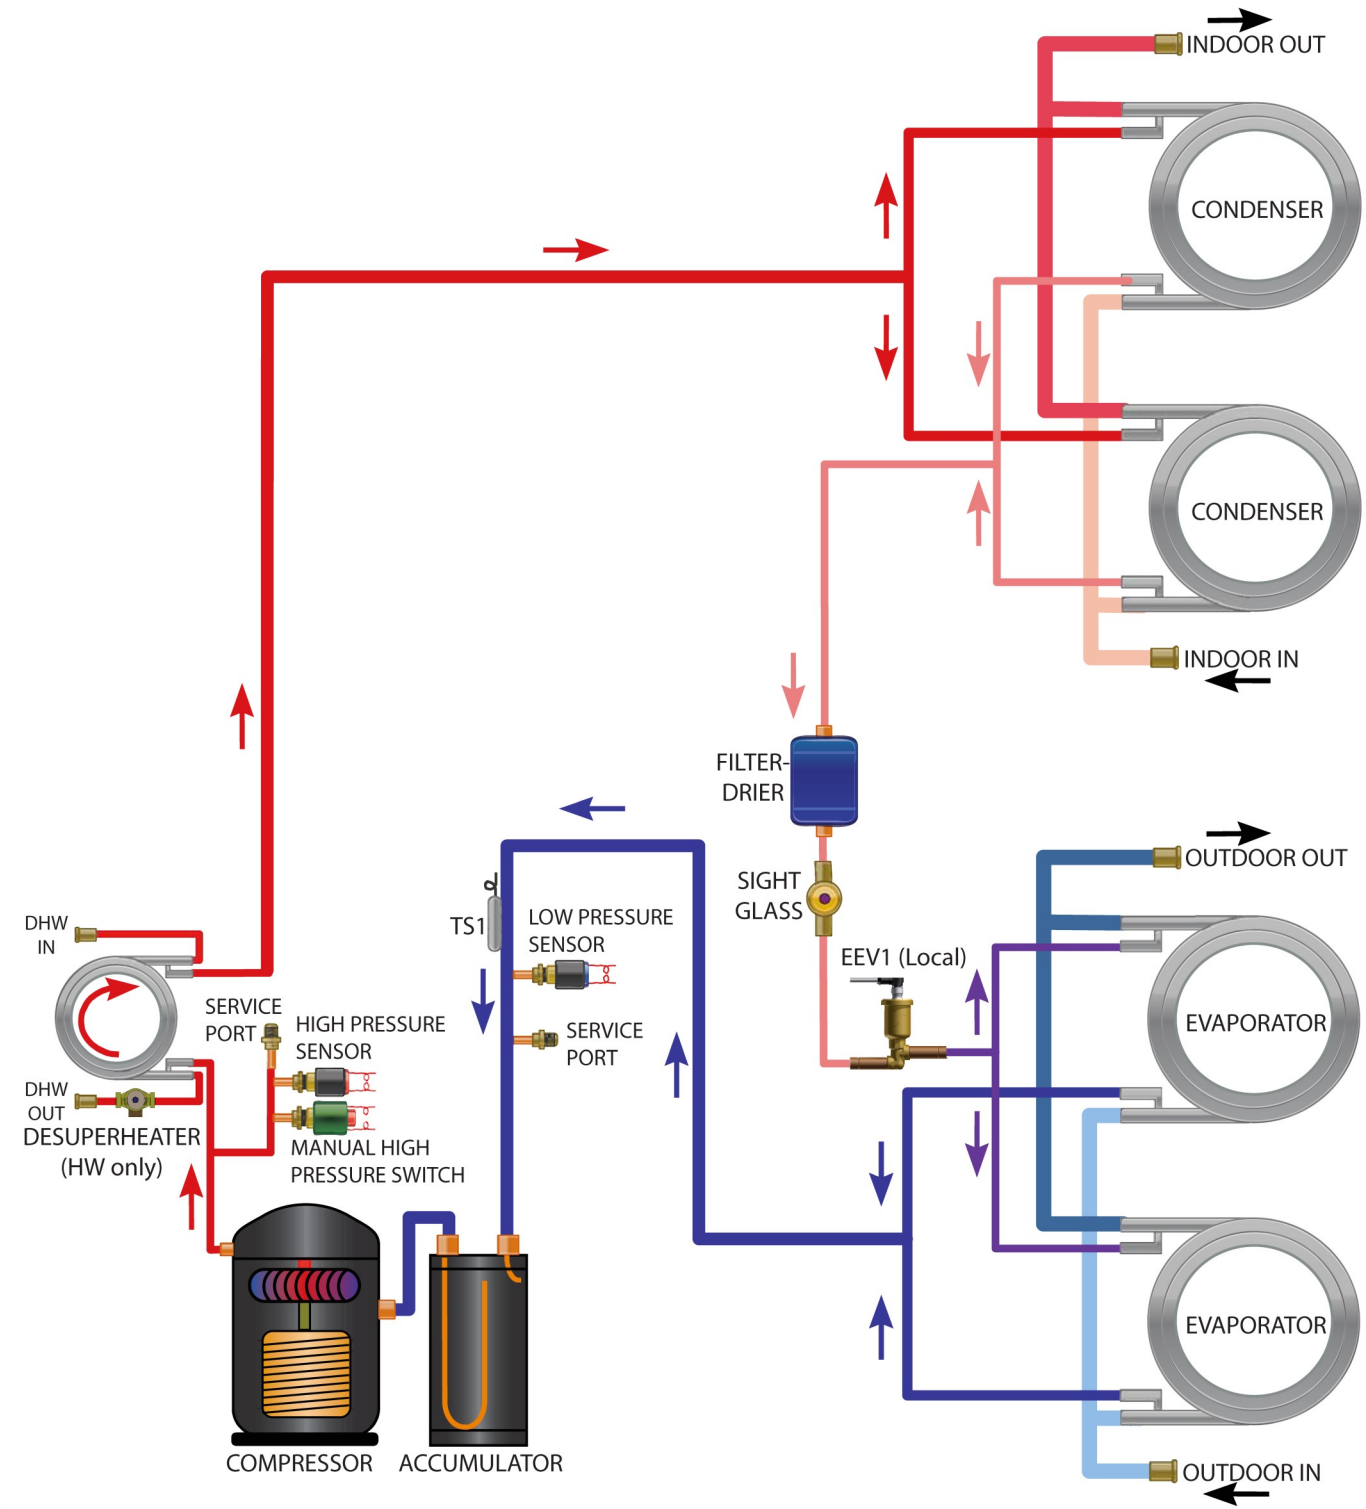 INDOOR OUT
CONDENSER
CONDENSER
INDOOR IN
FILTER-
DRIER
SIGHT
GLASS
EEV1 (Local)
OUTDOOR OUT
EVAPORATOR
EVAPORATOR
OUTDOOR IN
TS1
LOW PRESSURE
SENSOR
SERVICE
PORT
DHW
IN
SERVICE
PORT
HIGH PRESSURE
SENSOR
DHW
OUT
DESUPERHEATER
(HW only)
MANUAL HIGH
PRESSURE SWITCH
COMPRESSOR
ACCUMULATOR